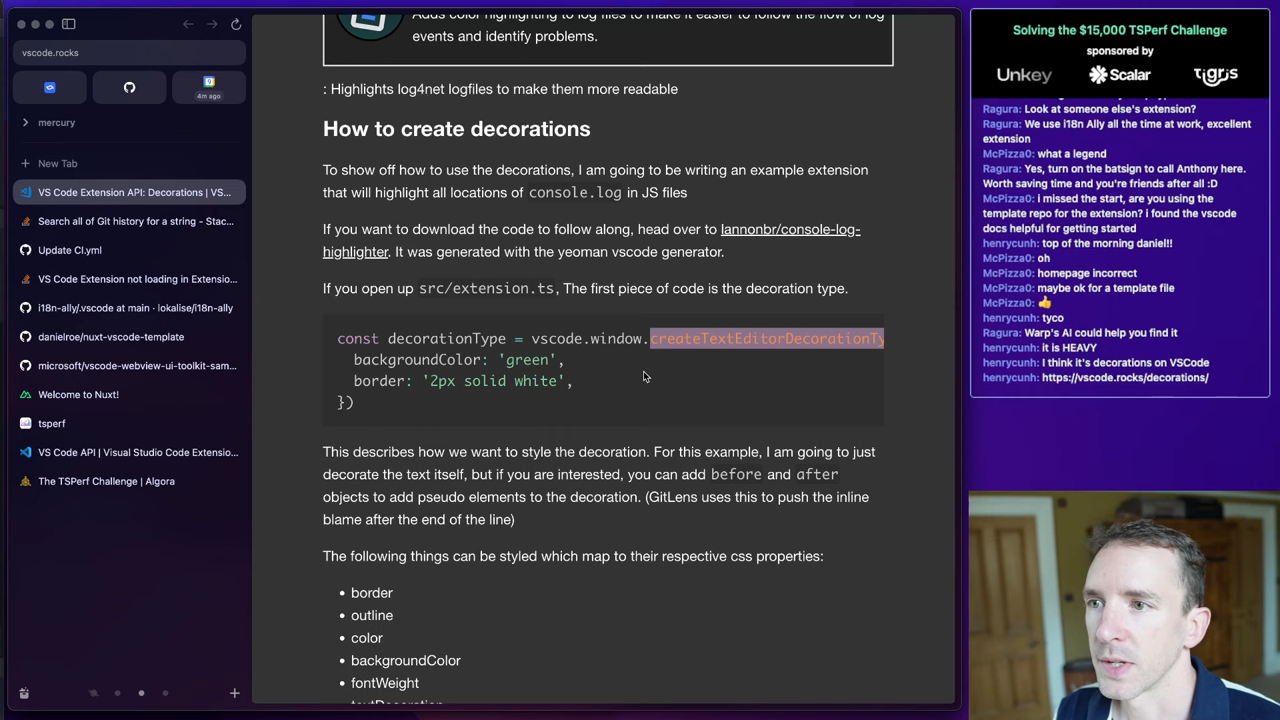 vscode.rocks
4m ago
mercury
New Tab
VS Code Extension API: Decorations | VS...
Search all of Git history for a string - Stac...
Update CI.yml
VS Code Extension not loading in Extensio...
i18n-ally/.vscode at main · lokalise/i18n-ally
danielroe/nuxt-vscode-template
microsoft/vscode-webview-ui-toolkit-sam...
Welcome to Nuxt!
tsperf
VS Code API | Visual Studio Code Extensio...
The TSPerf Challenge | Algora
Adds color highlighting to log files to make it easier to follow the flow of log
events and identify problems.
: Highlights log4net logfiles to make them more readable
How to create decorations
To show off how to use the decorations, I am going to be writing an example extension
that will highlight all locations of console.log in JS files
If you want to download the code to follow along, head over to lannonbr/console-log-
highlighter. It was generated with the yeoman vscode generator.
If you open up src/extension.ts, The first piece of code is the decoration type.
const decorationType = vscode.window.createTextEditorDecorationTy
backgroundColor: 'green',
border: '2px solid white',
})
This describes how we want to style the decoration. For this example, I am going to just
decorate the text itself, but if you are interested, you can add before and after
objects to add pseudo elements to the decoration. (GitLens uses this to push the inline
blame after the end of the line)
The following things can be styled which map to their respective css properties:
• border
• outline
• color
• backgroundColor
• fontWeight
Solving the $15,000 TSPerf Challenge
sponsored by
Unkey Scalar tigris
Ragura: Look at someone else's extension?
Ragura: We use i18n Ally all the time at work, excellent
extension
McPizza0: what a legend
Ragura: Yes, turn on the batsign to call Anthony here.
Worth saving time and you're friends after all :D
McPizza0: i missed the start, are you using the
template repo for the extension? i found the vscode
docs helpful for getting started
henrycunh: top of the morning daniel!!
McPizza0: oh
McPizza0: homepage incorrect
McPizza0: maybe ok for a template file
McPizza0: 👍
henrycunh: tyco
Ragura: Warp's AI could help you find it
henrycunh: it is HEAVY
henrycunh: I think it's decorations on VSCode
henrycunh: https://vscode.rocks/decorations/